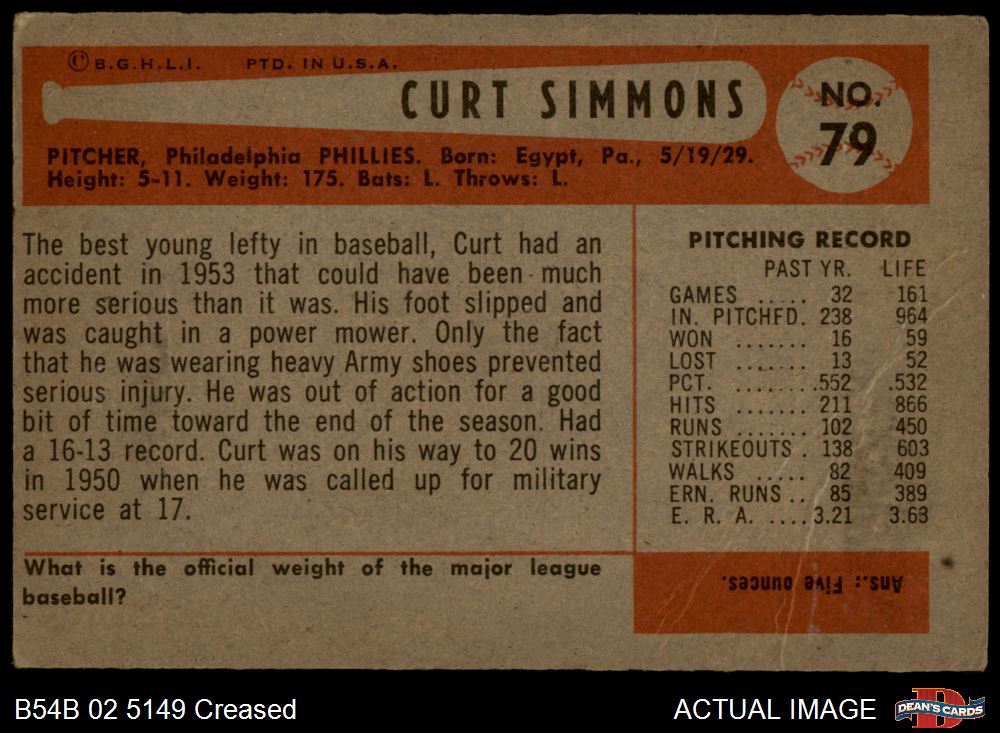 © B.G.H.L.I. PTD. IN U.S.A.
CURT SIMMONS
NO.
79
PITCHER, Philadelphia PHILLIES. Born: Egypt, Pa., 5/19/29.
Height: 5-11. Weight: 175. Bats: L. Throws: L.
The best young lefty in baseball, Curt had an
accident in 1953 that could have been much
more serious than it was. His foot slipped and
was caught in a power mower. Only the fact
that he was wearing heavy Army shoes prevented
serious injury. He was out of action for a good
bit of time toward the end of the season. Had
a 16-13 record. Curt was on his way to 20 wins
in 1950 when he was called up for military
service at 17.
PITCHING RECORD
PAST YR. LIFE
GAMES ..... 32 161
IN. PITCHFD. 238 964
WON ....... 16 59
LOST ....... 13 52
PCT. ........552 .532
HITS ....... 211 866
RUNS ....... 102 450
STRIKEOUTS . 138 603
WALKS ..... 82 409
ERN. RUNS .. 85 389
E. R. A. ....3.21 3.63
What is the official weight of the major league
baseball?
Ans.: Five ounces.
B54B 02 5149 Creased
ACTUAL IMAGE
D
DEAN'S CARDS